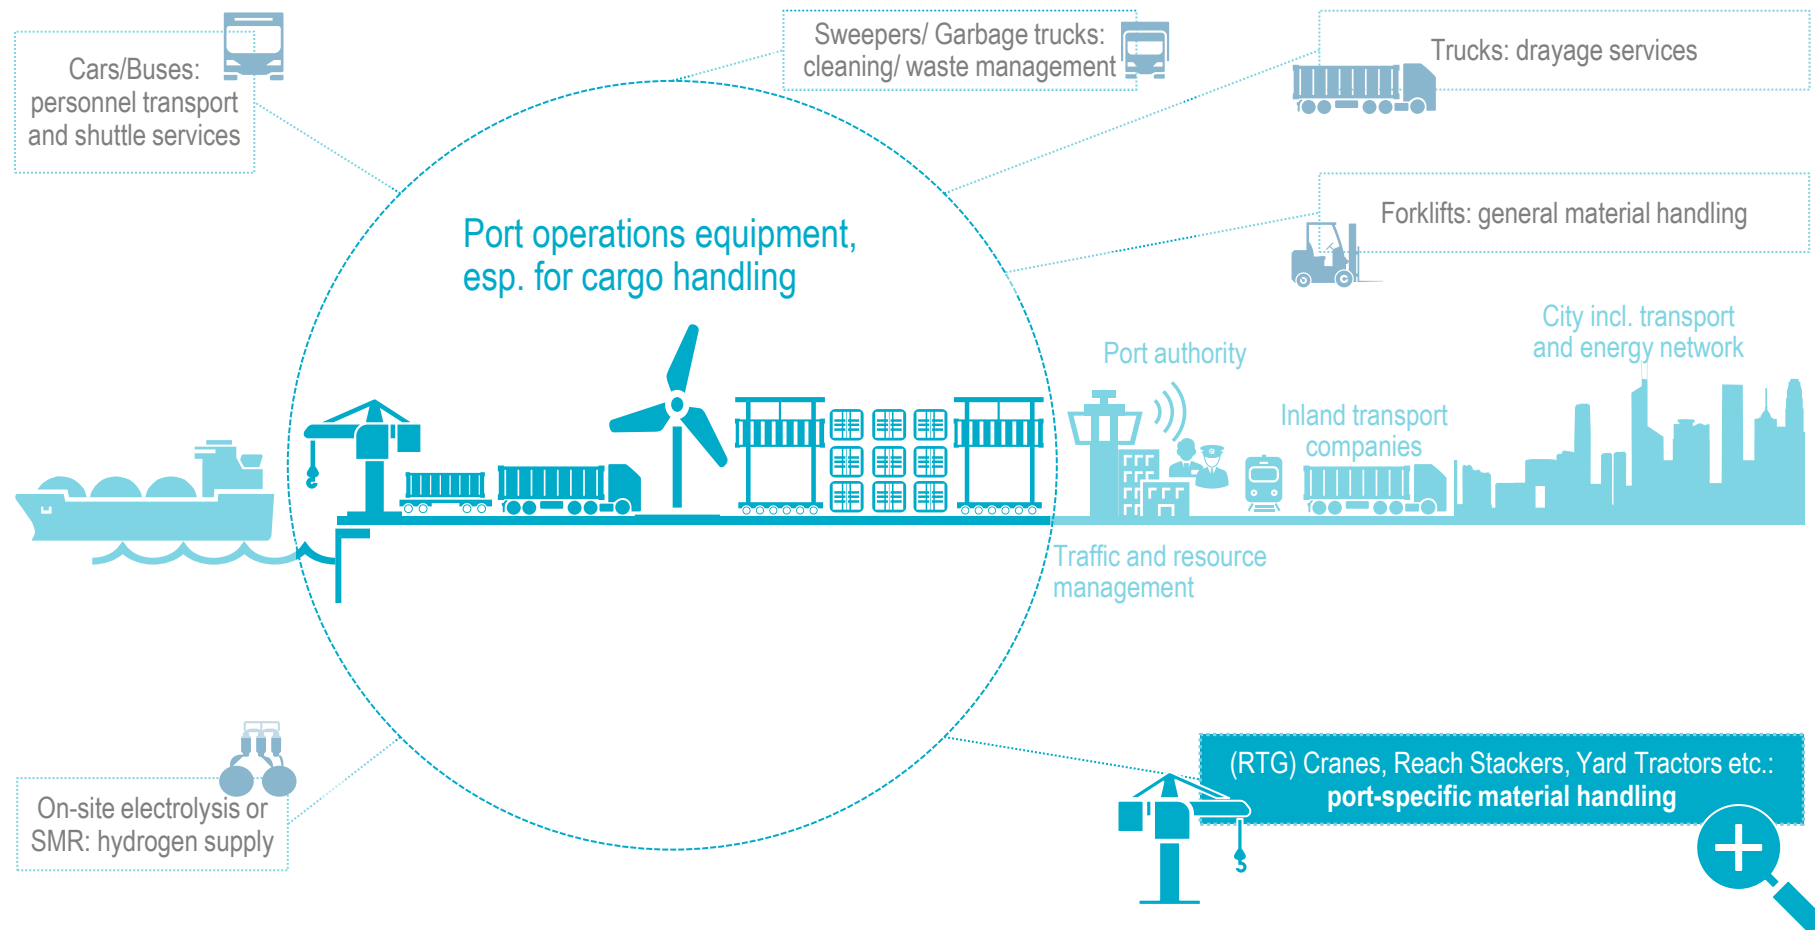 Cars/Buses:
personnel transport
and shuttle services
Sweepers/ Garbage trucks:
cleaning/ waste management
Trucks: drayage services
Forklifts: general material handling
Port operations equipment,
esp. for cargo handling
Port authority
City incl. transport
and energy network
Inland transport
companies
Traffic and resource
management
On-site electrolysis or
SMR: hydrogen supply
(RTG) Cranes, Reach Stackers, Yard Tractors etc.:
port-specific material handling